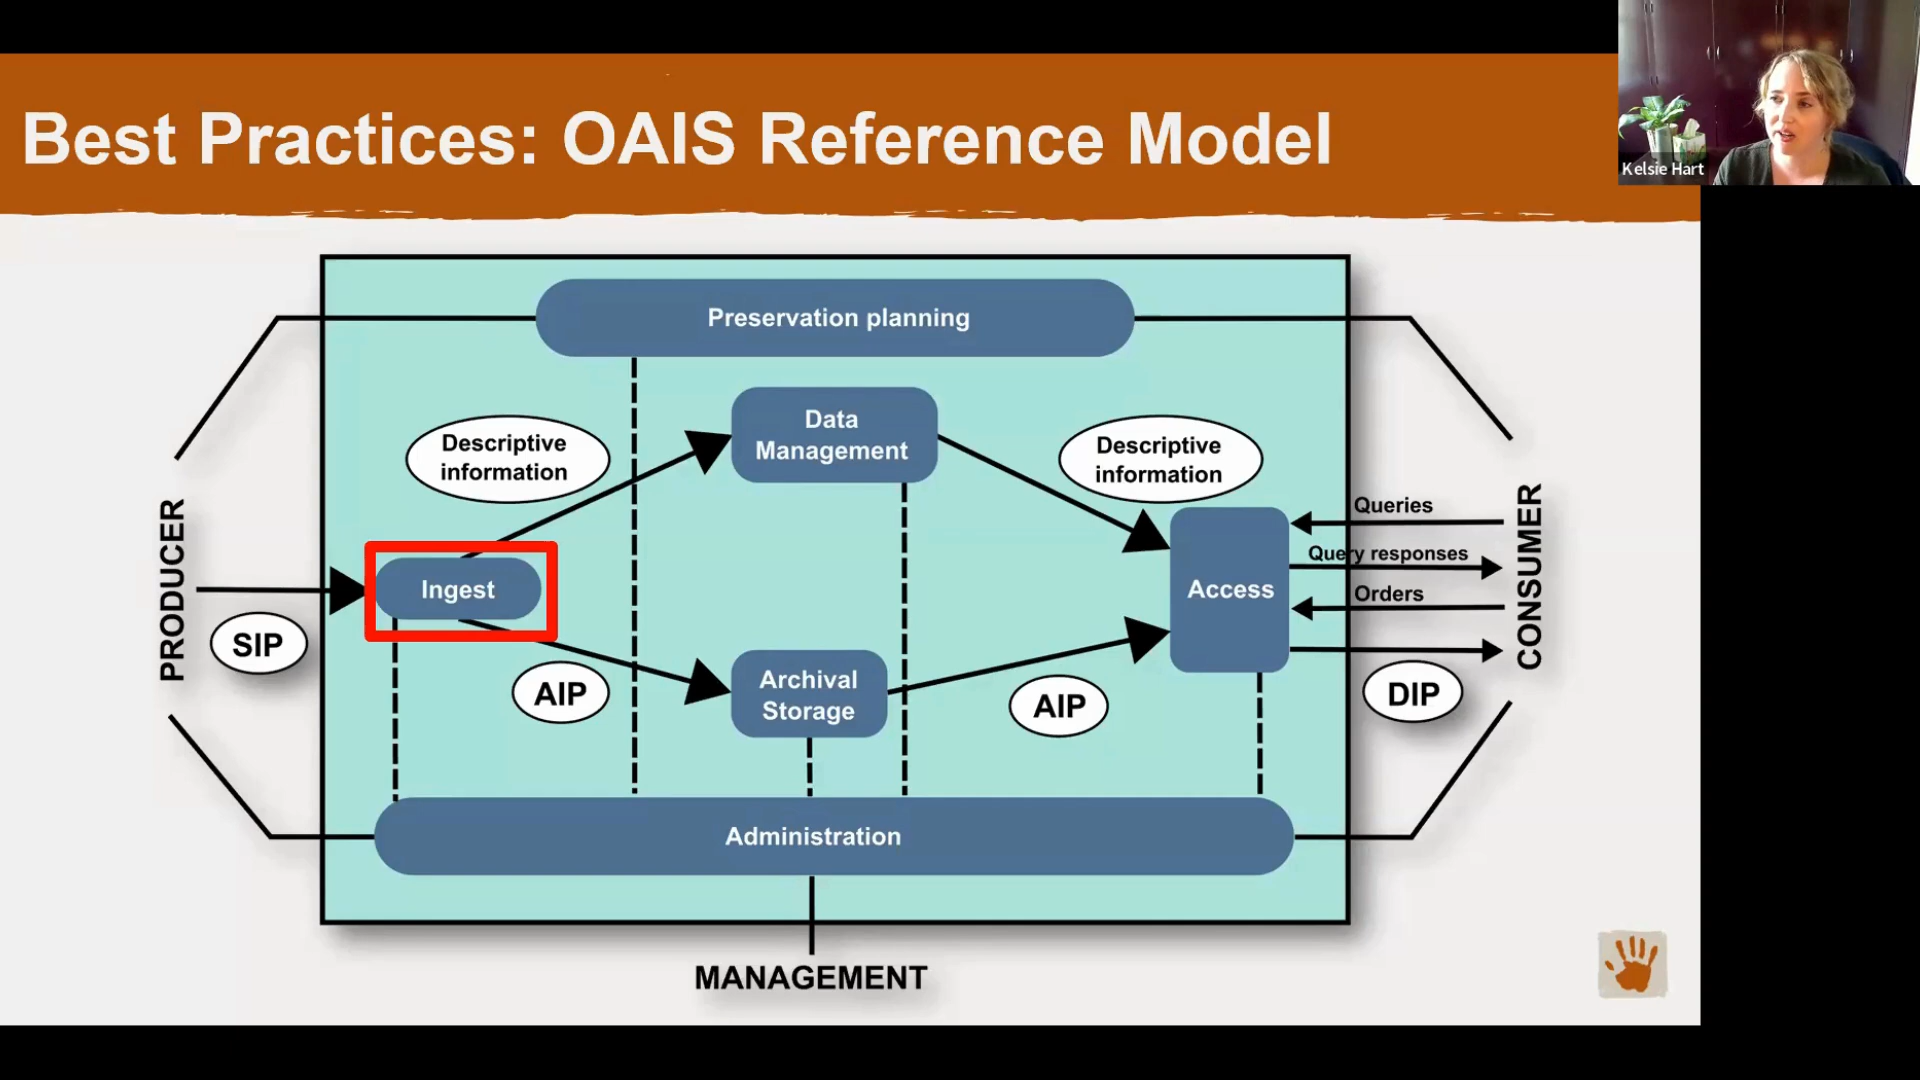 Best Practices: OAIS Reference Model
Kelsie Hart
Preservation planning
Data
Management
Descriptive
information
Descriptive
information
Queries
Query responses
Orders
PRODUCER
CONSUMER
Ingest
Access
SIP
AIP
Archival
Storage
AIP
DIP
Administration
MANAGEMENT